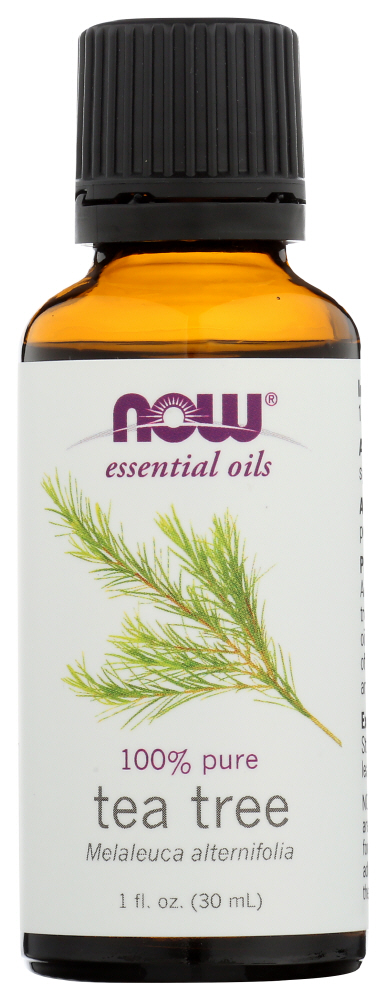 NOW®
essential oils
100% pure
tea tree
Melaleuca alternifolia
1 fl. oz. (30 mL)